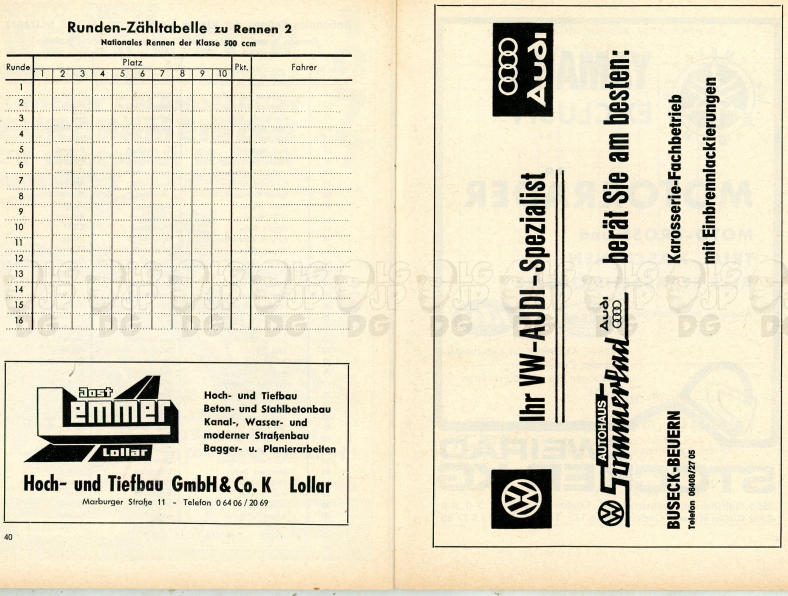 Runden-Zähltabelle zu Rennen 2
Nationales Rennen der Klasse 500 ccm
Runde Platz Pkt. Fahrer
1 2 3 4 5 6 7 8 9 10
1
2
3
4
5
6
7
8
9
10
11
12
13
14
15
16
Jost
Lemmer
Lollar
Hoch- und Tiefbau
Beton- und Stahlbetonbau
Kanal-, Wasser- und
moderner Straßenbau
Bagger- u. Planierarbeiten
Hoch- und Tiefbau GmbH & Co. K Lollar
Marburger Straße 11 - Telefon 0 64 06 / 20 69
40
Audi
Ihr VW-AUDI-Spezialist
AUTOHAUS
Sommerlad
Audi
berät Sie am besten:
Karosserie-Fachbetrieb
mit Einbrennlackierungen
BUSECK-BEUERN
Telefon 06408/27 05